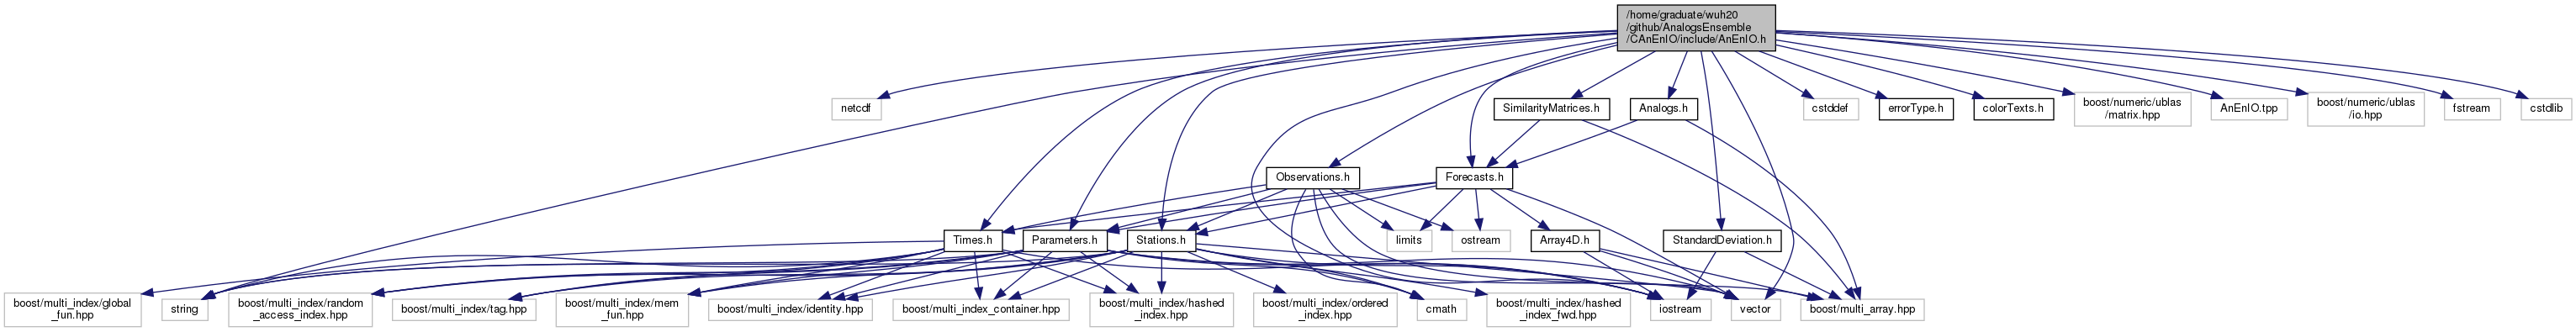 /home/graduate/wuh20
/github/AnalogsEnsemble
/CAnEnIO/include/AnEnIO.h
netcdf
SimilarityMatrices.h
Analogs.h
cstddef
errorType.h
colorTexts.h
boost/numeric/ublas
/matrix.hpp
AnEnIO.tpp
boost/numeric/ublas
/io.hpp
fstream
cstdlib
Observations.h
Forecasts.h
Times.h
Parameters.h
Stations.h
limits
ostream
Array4D.h
StandardDeviation.h
boost/multi_index/global
_fun.hpp
string
boost/multi_index/random
_access_index.hpp
boost/multi_index/tag.hpp
boost/multi_index/mem
_fun.hpp
boost/multi_index/identity.hpp
boost/multi_index_container.hpp
boost/multi_index/hashed
_index.hpp
boost/multi_index/ordered
_index.hpp
cmath
boost/multi_index/hashed
_index_fwd.hpp
iostream
vector
boost/multi_array.hpp